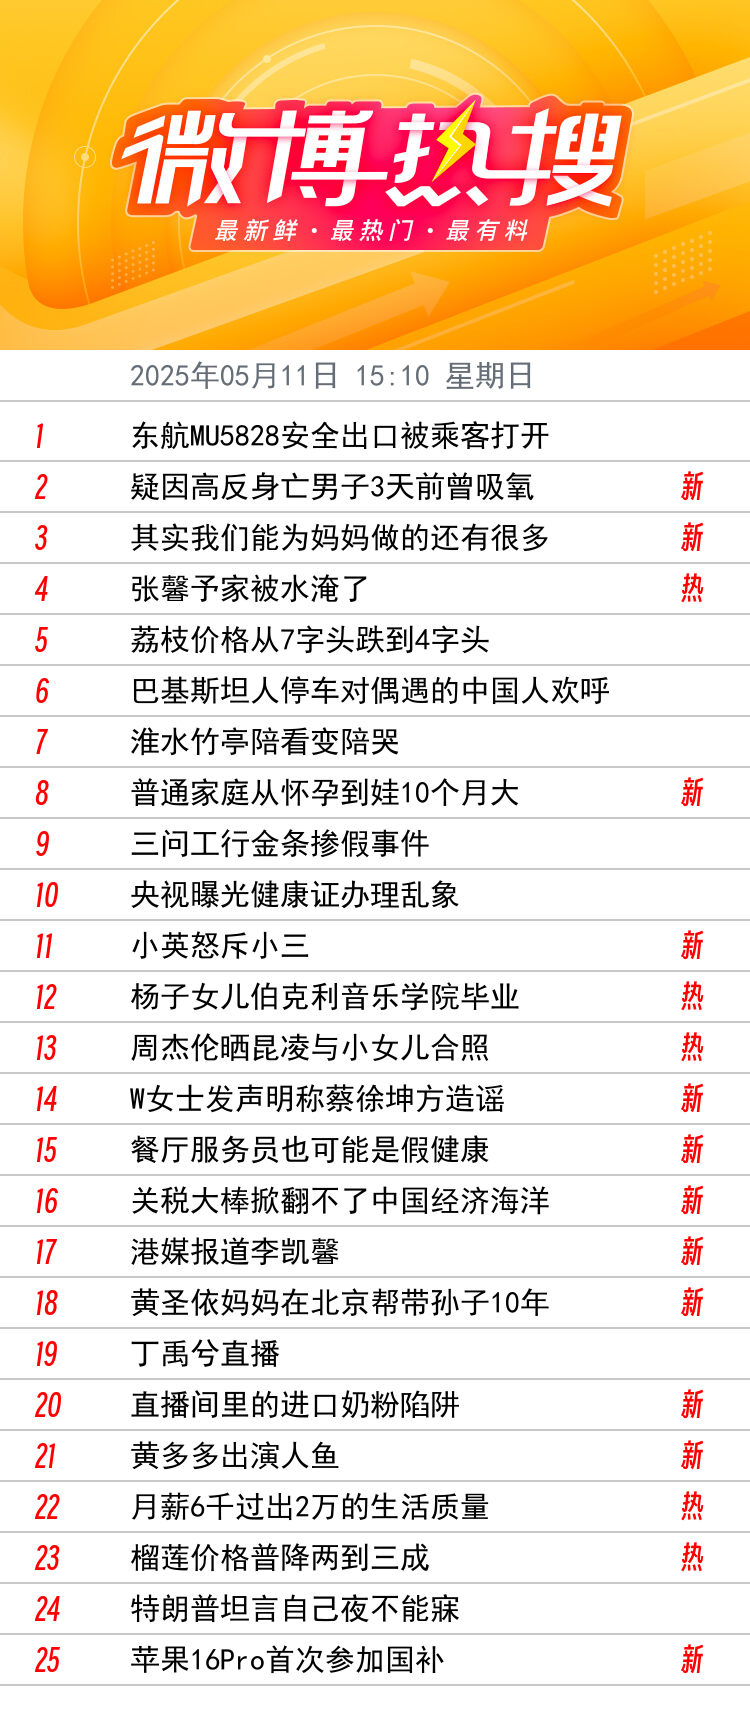 微博热搜
最新鲜·最热门·最有料
2025年05月11日 15:10 星期日
1 东航MU5828安全出口被乘客打开
2 疑因高反身亡男子3天前曾吸氧 新
3 其实我们能为妈妈做的还有很多 新
4 张馨予家被水淹了 热
5 荔枝价格从7字头跌到4字头
6 巴基斯坦人停车对偶遇的中国人欢呼
7 淮水竹亭陪看变陪哭
8 普通家庭从怀孕到娃10个月大 新
9 三问工行金条掺假事件
10 央视曝光健康证办理乱象
11 小英怒斥小三 新
12 杨子女儿伯克利音乐学院毕业 热
13 周杰伦晒昆凌与小女儿合照 热
14 W女士发声明称蔡徐坤方造谣 新
15 餐厅服务员也可能是假健康 新
16 关税大棒掀翻不了中国经济海洋 新
17 港媒报道李凯馨 新
18 黄圣依妈妈在北京帮带孙子10年 新
19 丁禹兮直播
20 直播间里的进口奶粉陷阱 新
21 黄多多出演人鱼 新
22 月薪6千过出2万的生活质量 热
23 榴莲价格普降两到三成 热
24 特朗普坦言自己夜不能寐
25 苹果16Pro首次参加国补 新